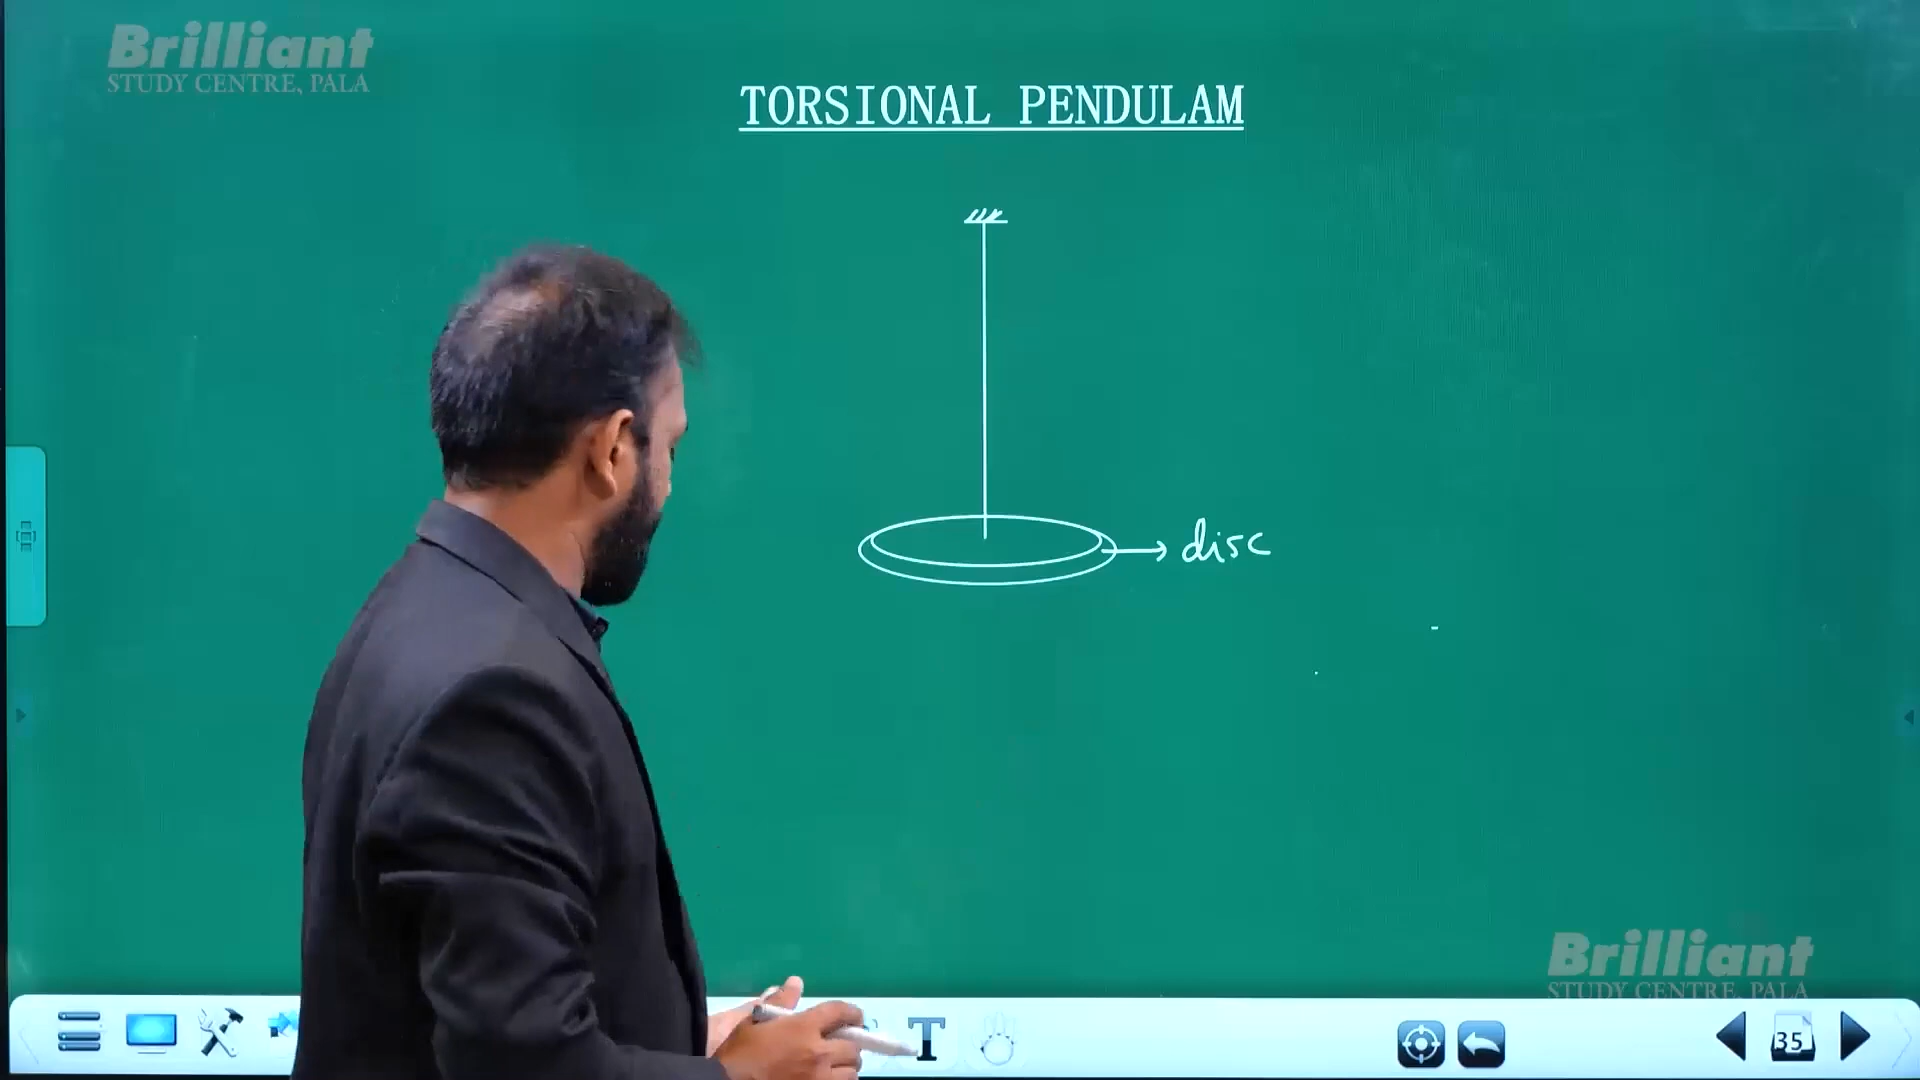 Brilliant
STUDY CENTRE, PALA
TORSIONAL PENDULAM
disc
Brilliant
STUDY CENTRE, PALA
T
35